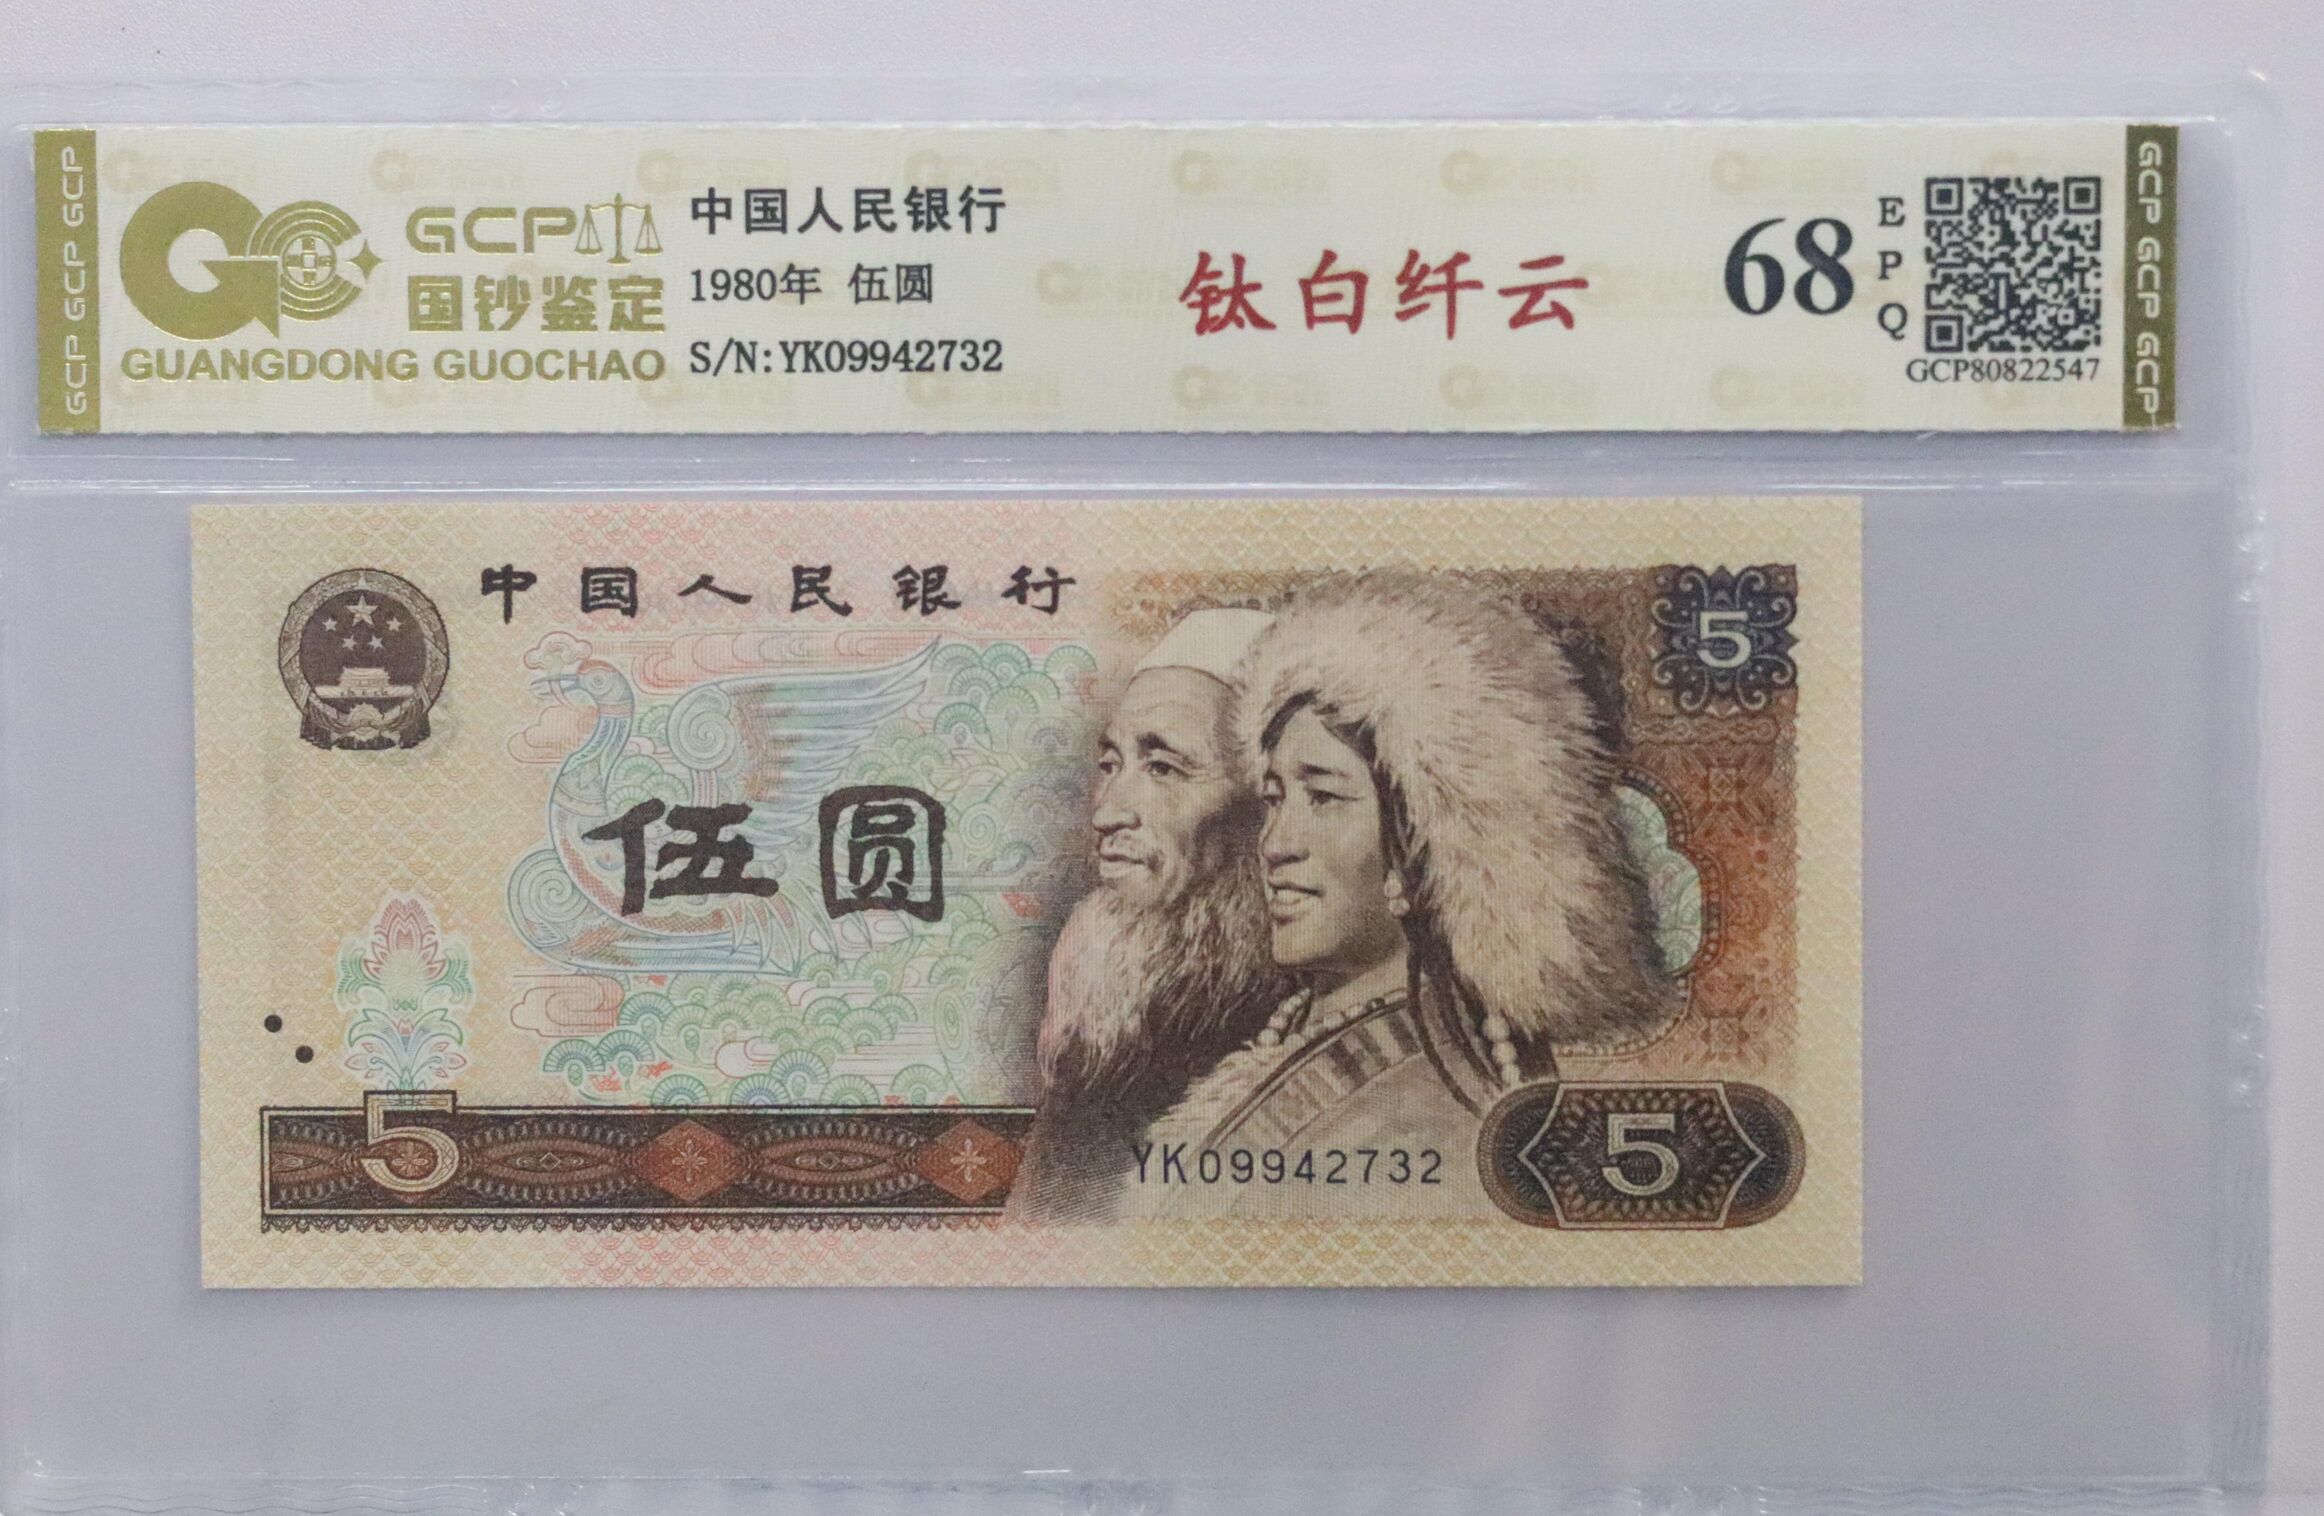 GCP GCP GCP
GCP
国钞鉴定
GUANGDONG GUOCHAO
中国人民银行
1980年 伍圆
S/N:YK09942732
钛白纤云
68
E
P
Q
GCP80822547
GCP GCP GCP
中国人民银行
5
伍圆
5
YK09942732
5